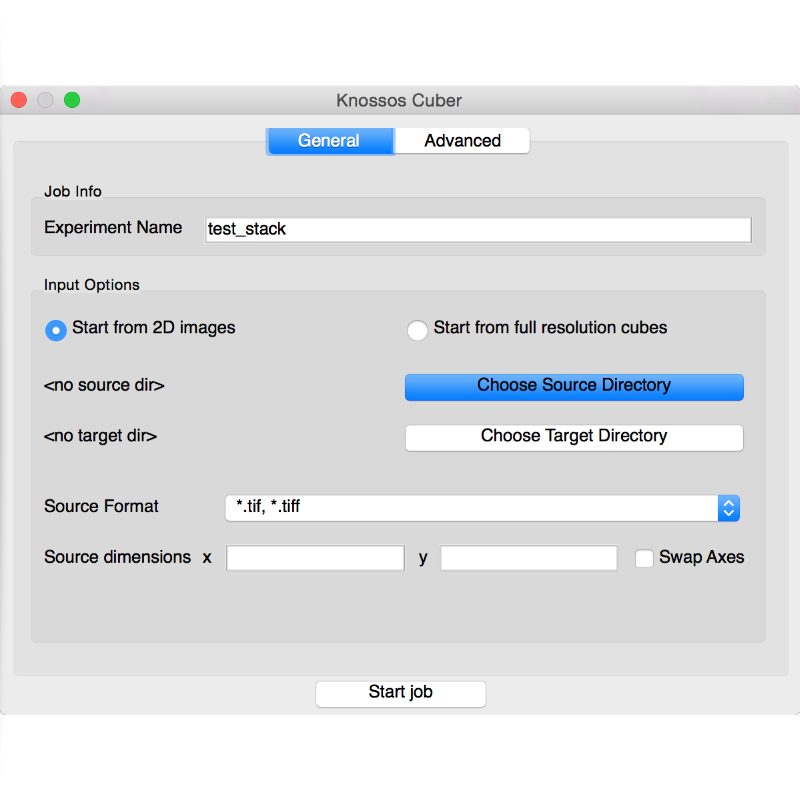 Knossos Cuber
General Advanced
Job Info
Experiment Name test_stack
Input Options
Start from 2D images Start from full resolution cubes
<no source dir> Choose Source Directory
<no target dir> Choose Target Directory
Source Format *.tif, *.tiff
Source dimensions x y Swap Axes
Start job